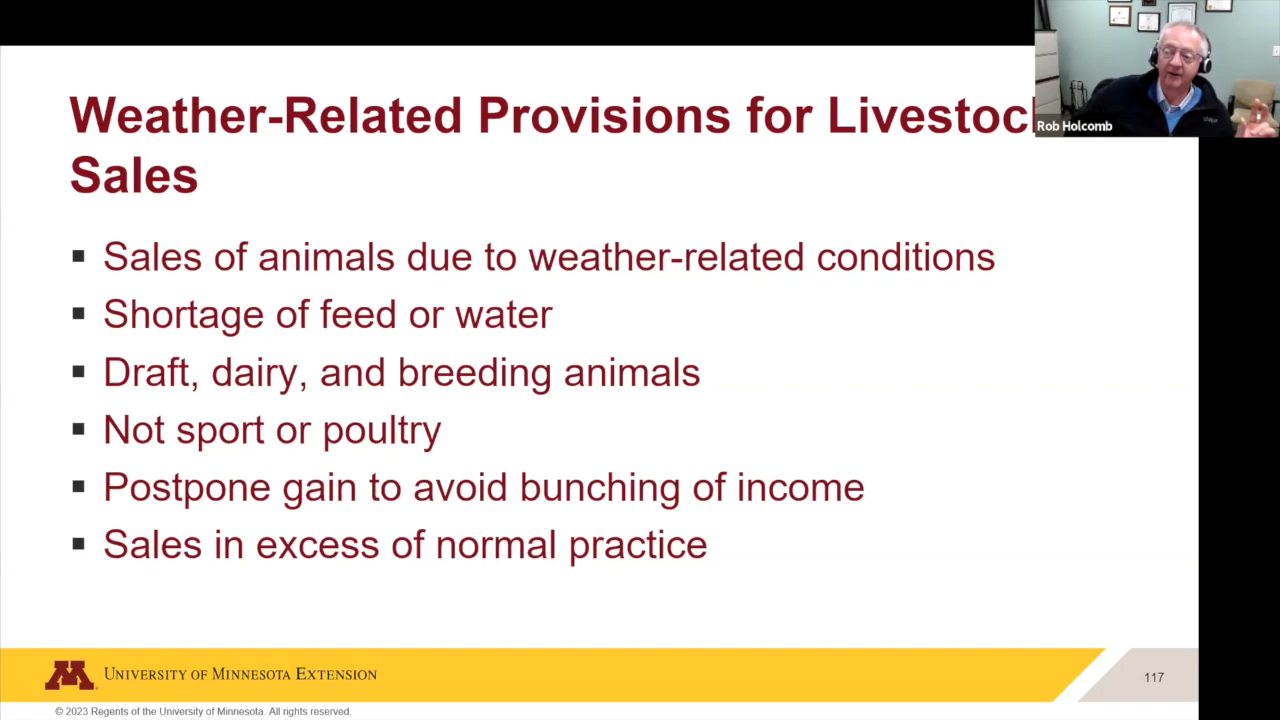 Weather-Related Provisions for Livestoc
Sales
▪ Sales of animals due to weather-related conditions
▪ Shortage of feed or water
▪ Draft, dairy, and breeding animals
▪ Not sport or poultry
▪ Postpone gain to avoid bunching of income
▪ Sales in excess of normal practice
Rob Holcomb
M
UNIVERSITY OF MINNESOTA EXTENSION
117
© 2023 Regents of the University of Minnesota. All rights reserved.